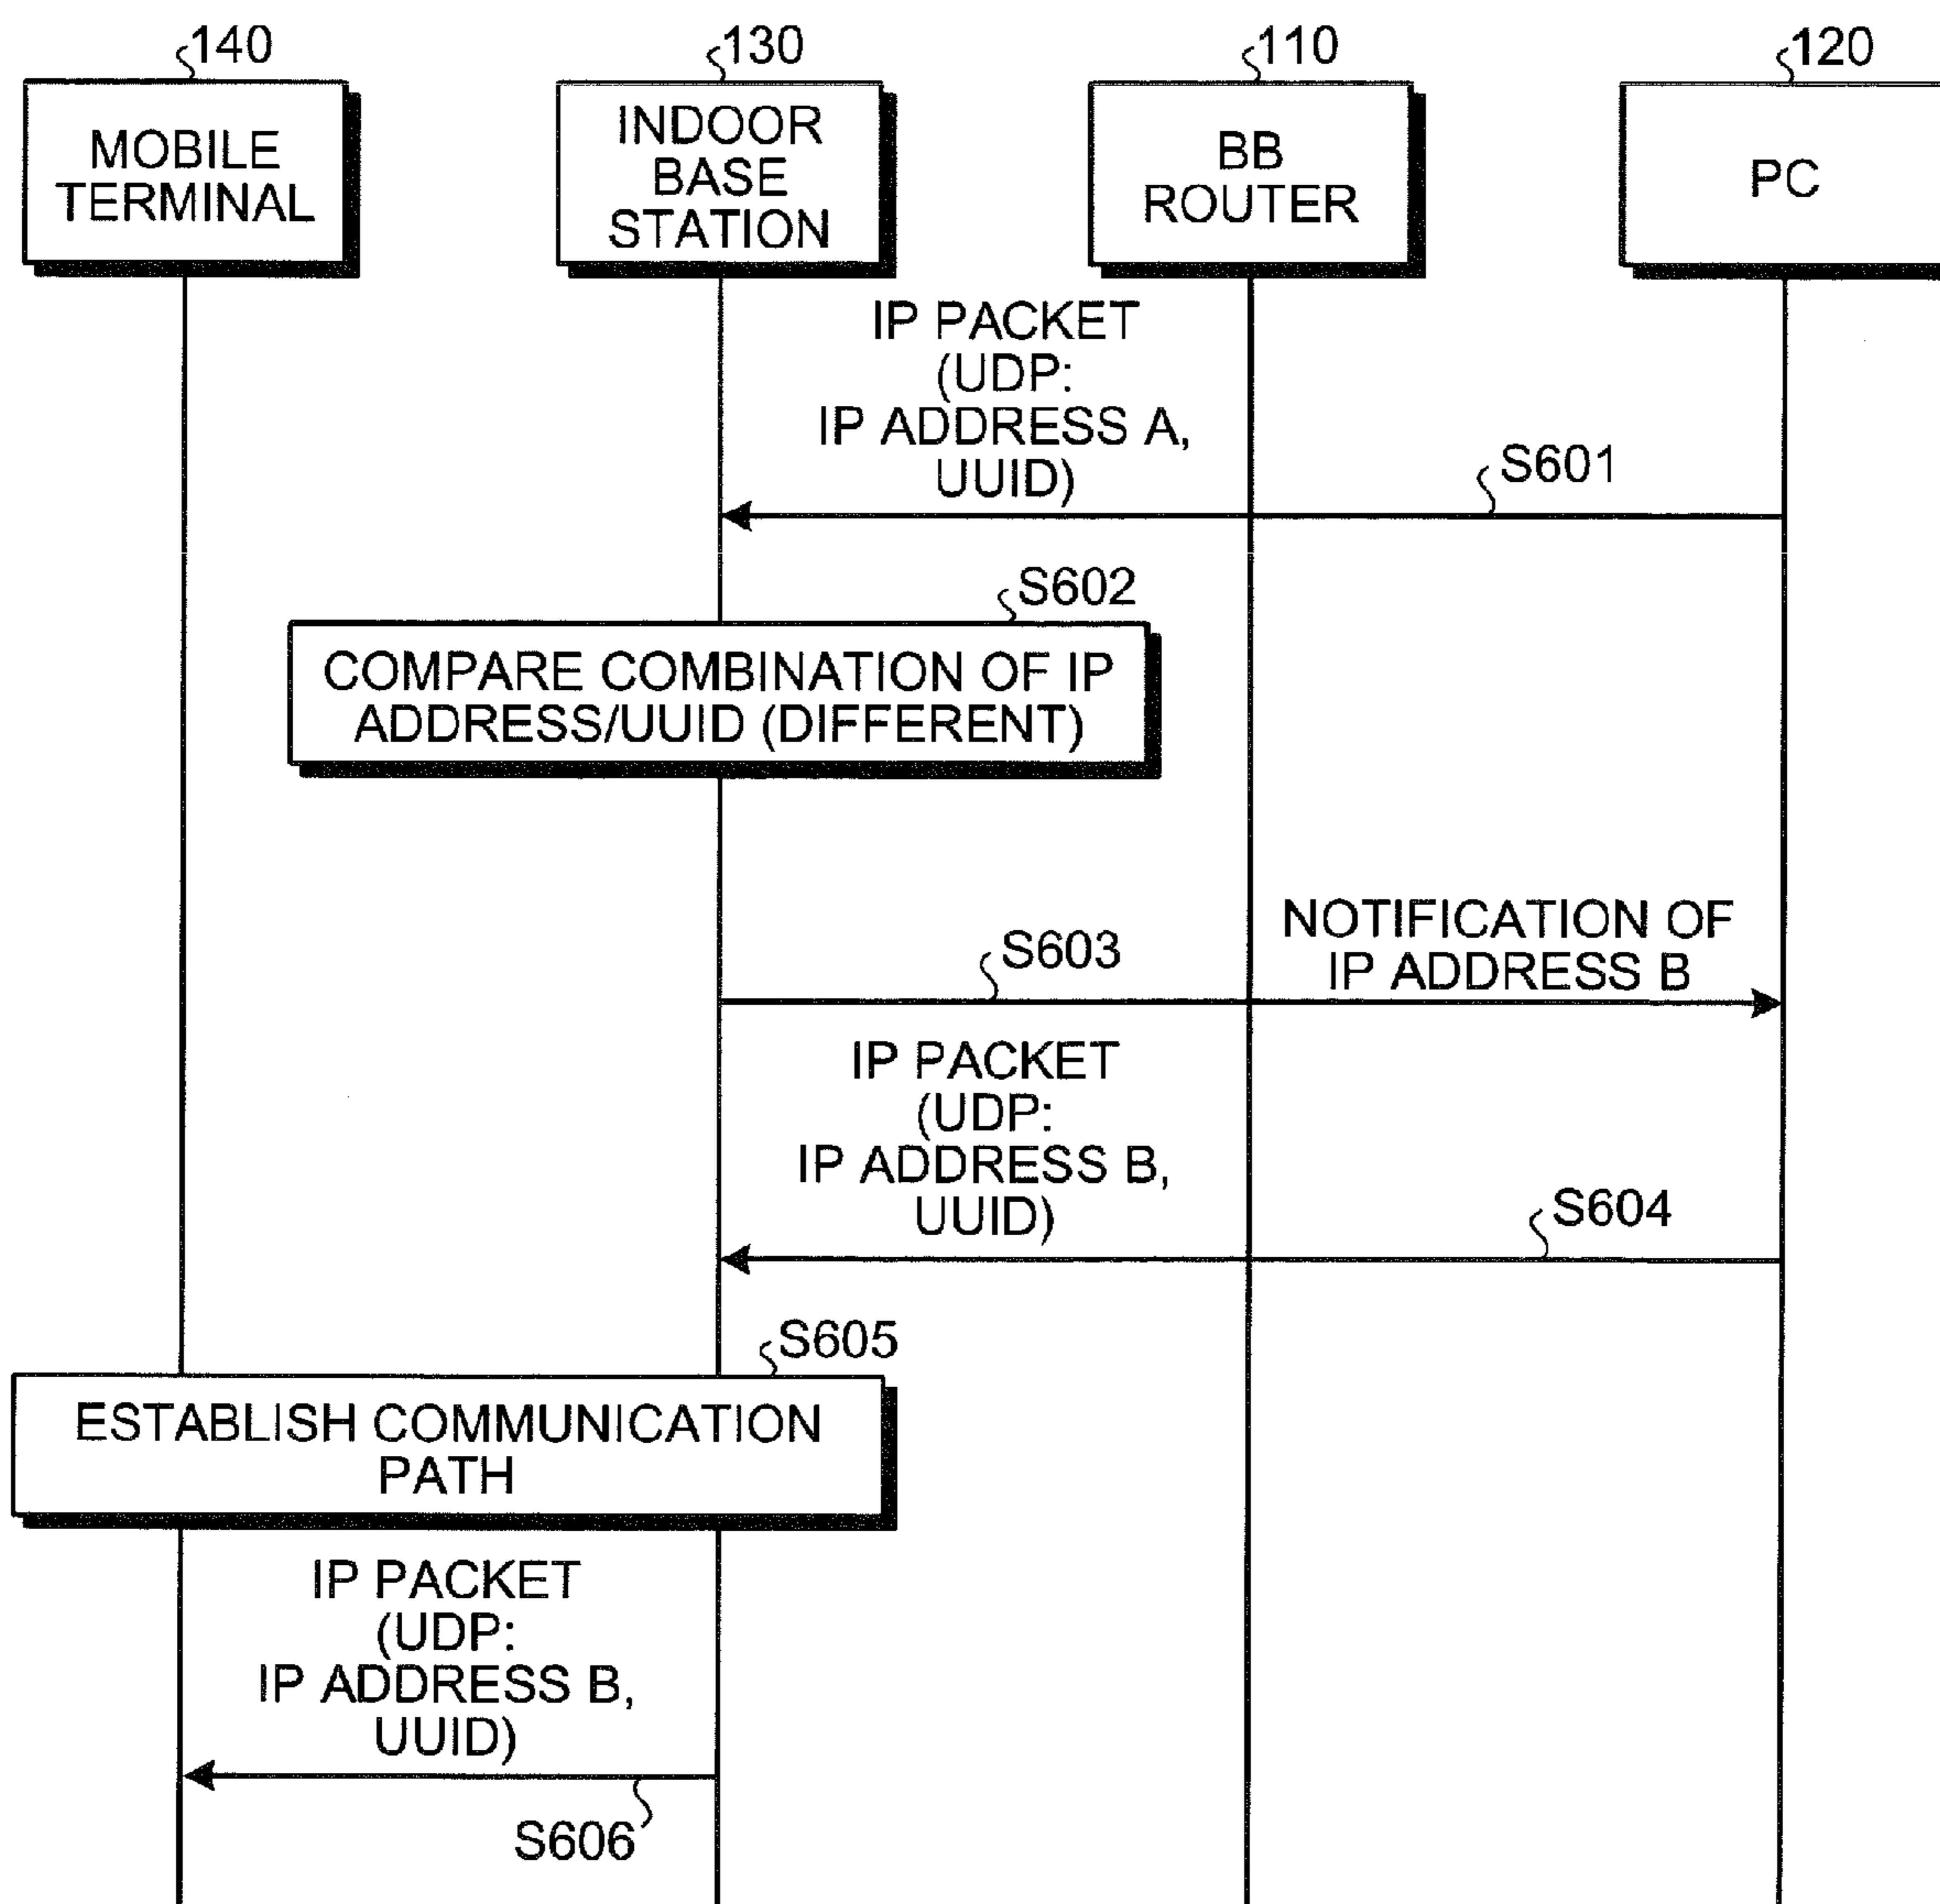 140
130
110
120
MOBILE
TERMINAL
INDOOR
BASE
STATION
BB
ROUTER
PC
IP PACKET
(UDP:
IP ADDRESS A,
UUID)
S601
S602
COMPARE COMBINATION OF IP
ADDRESS/UUID (DIFFERENT)
S603
NOTIFICATION OF
IP ADDRESS B
IP PACKET
(UDP:
IP ADDRESS B,
UUID)
S604
S605
ESTABLISH COMMUNICATION
PATH
IP PACKET
(UDP:
IP ADDRESS B,
UUID)
S606